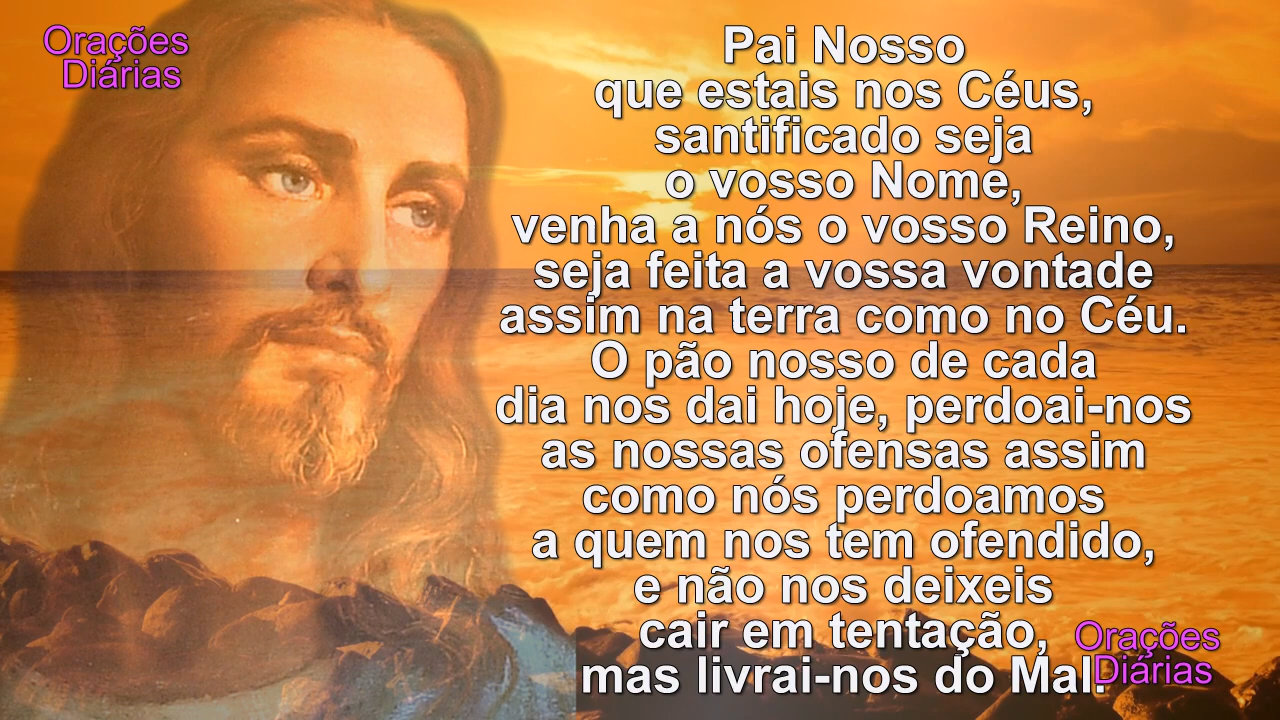 Orações
Diárias
Pai Nosso
que estais nos Céus,
santificado seja
o vosso Nome,
venha a nós o vosso Reino,
seja feita a vossa vontade
assim na terra como no Céu.
O pão nosso de cada
dia nos dai hoje, perdoai-nos
as nossas ofensas assim
como nós perdoamos
a quem nos tem ofendido,
e não nos deixeis
cair em tentação,
mas livrai-nos do Mal.
Orações
Diárias